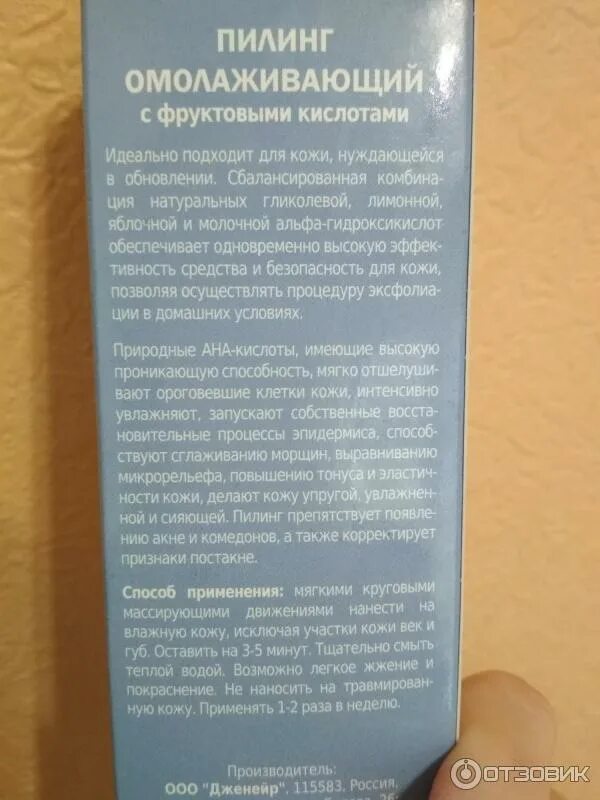 ПИЛИНГ
ОМОЛАЖИВАЮЩИЙ
с фруктовыми кислотами
Идеально подходит для кожи, нуждающейся
в обновлении. Сбалансированная комбина-
ция натуральных гликолевой, лимонной,
яблочной и молочной альфа-гидроксикислот
обеспечивает одновременно высокую эффек-
тивность средства и безопасность для кожи,
позволяя осуществлять процедуру эксфолиа-
ции в домашних условиях.
Природные АНА-кислоты, имеющие высокую
проникающую способность, мягко отшелуши-
вают ороговевшие клетки кожи, интенсивно
увлажняют, запускают собственные восста-
новительные процессы эпидермиса, способ-
ствуют сглаживанию морщин, выравниванию
микрорельефа, повышению тонуса и эластич-
ности кожи, делают кожу упругой, увлажнен-
ной и сияющей. Пилинг препятствует появле-
нию акне и комедонов, а также корректирует
признаки постакне.
Способ применения: мягкими круговыми
массирующими движениями нанести на
влажную кожу, исключая участки кожи век и
губ. Оставить на 3-5 минут. Тщательно смыть
теплой водой. Возможно легкое жжение и
покраснение. Не наносить на травмирован-
ную кожу. Применять 1-2 раза в неделю.
Производитель:
ООО "Дженейр", 115583, Россия,
ОТЗОВИК